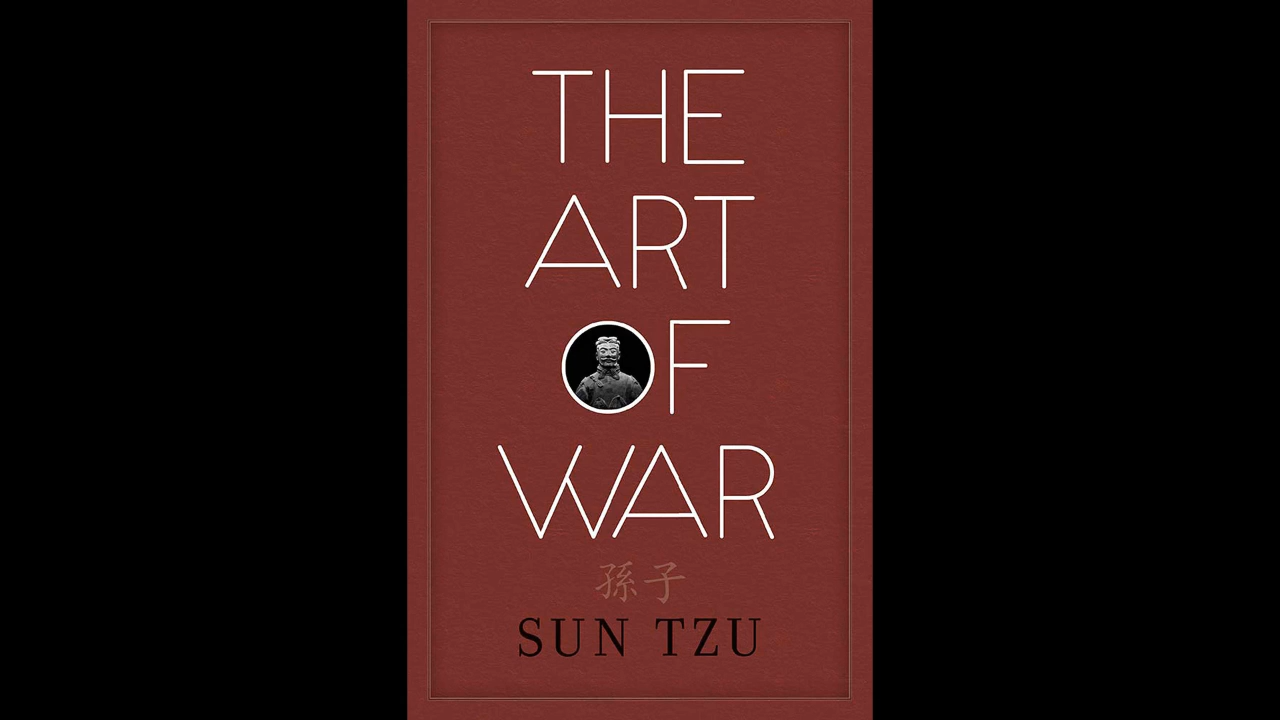 THE
ART
OF
WAR
孫子
SUN TZU